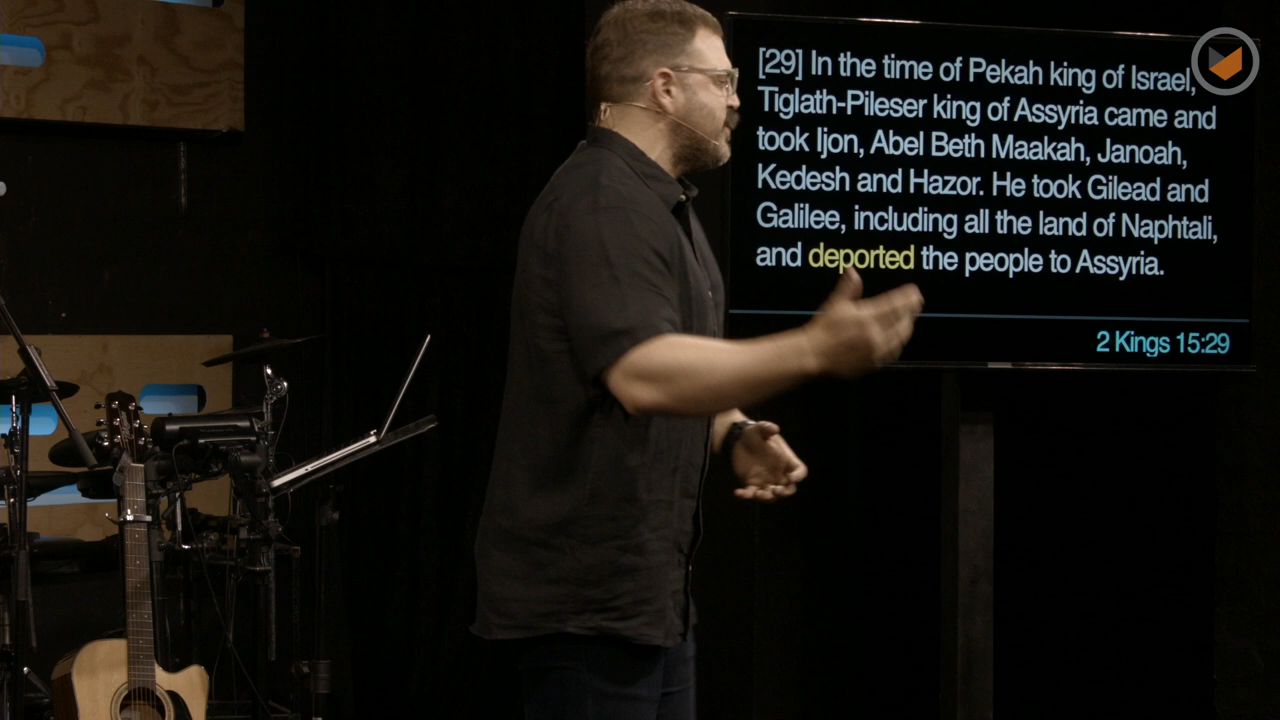 [29] In the time of Pekah king of Israel,
Tiglath-Pileser king of Assyria came and
took Ijon, Abel Beth Maakah, Janoah,
Kedesh and Hazor. He took Gilead and
Galilee, including all the land of Naphtali,
and deported the people to Assyria.
2 Kings 15:29